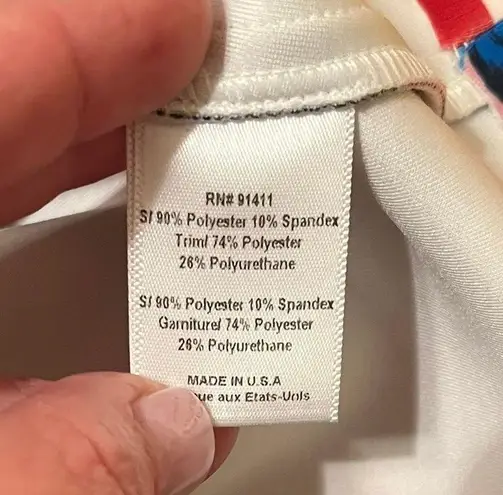 RN# 91411
S/ 90% Polyester 10% Spandex
Trim/ 74% Polyester
26% Polyurethane
S/ 90% Polyester 10% Spandex
Garniture/ 74% Polyester
26% Polyurethane
MADE IN U.S.A
ue aux Etats-Unis